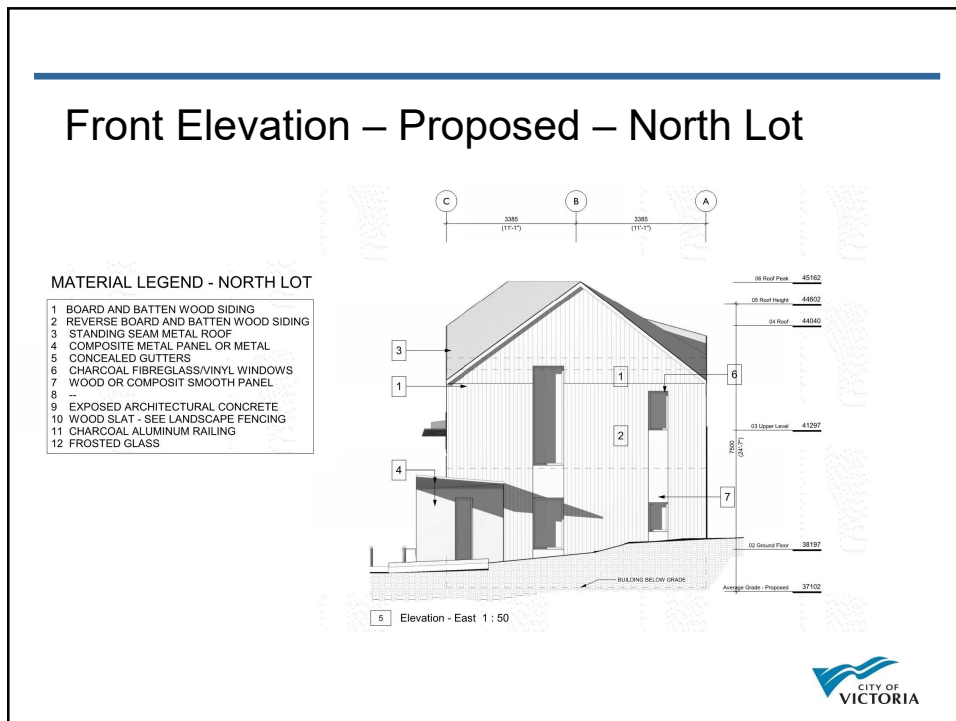 Front Elevation – Proposed – North Lot
MATERIAL LEGEND - NORTH LOT
1 BOARD AND BATTEN WOOD SIDING
2 REVERSE BOARD AND BATTEN WOOD SIDING
3 STANDING SEAM METAL ROOF
4 COMPOSITE METAL PANEL OR METAL
5 CONCEALED GUTTERS
6 CHARCOAL FIBREGLASS/VINYL WINDOWS
7 WOOD OR COMPOSIT SMOOTH PANEL
8 --
9 EXPOSED ARCHITECTURAL CONCRETE
10 WOOD SLAT - SEE LANDSCAPE FENCING
11 CHARCOAL ALUMINUM RAILING
12 FROSTED GLASS
C B A
3385 3385
(11'-1") (11'-1")
06 Roof Peak 45162
05 Roof Height 44602
04 Roof 44040
3
1
1
6
2
03 Upper Level 41297
7500
(24'-7")
4
7
02 Ground Floor 38197
BUILDING BELOW GRADE
Average Grade - Proposed 37102
5 Elevation - East 1 : 50
CITY OF
VICTORIA